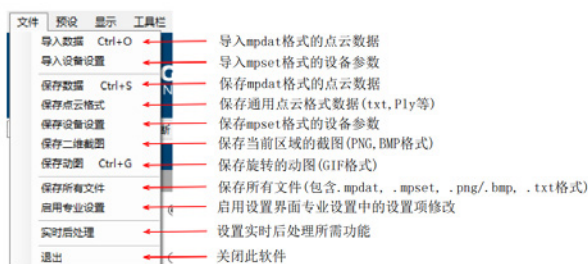 文件 预设 显示 工具栏
导入数据 Ctrl+O 导入mpdat格式的点云数据
导入设备设置 导入mpset格式的设备参数
保存数据 Ctrl+S 保存mpdat格式的点云数据
保存点云格式 保存通用点云格式数据(txt,Ply等)
保存设备设置 保存mpset格式的设备参数
保存二维截图 保存当前区域的截图(PNG,BMP格式)
保存动图 Ctrl+G 保存旋转的动图(GIF格式)
保存所有文件 保存所有文件(包含.mpdat, .mpset, .png/.bmp, .txt格式)
启用专业设置 启用设置界面专业设置中的设置项修改
实时后处理 设置实时后处理所需功能
退出 关闭此软件